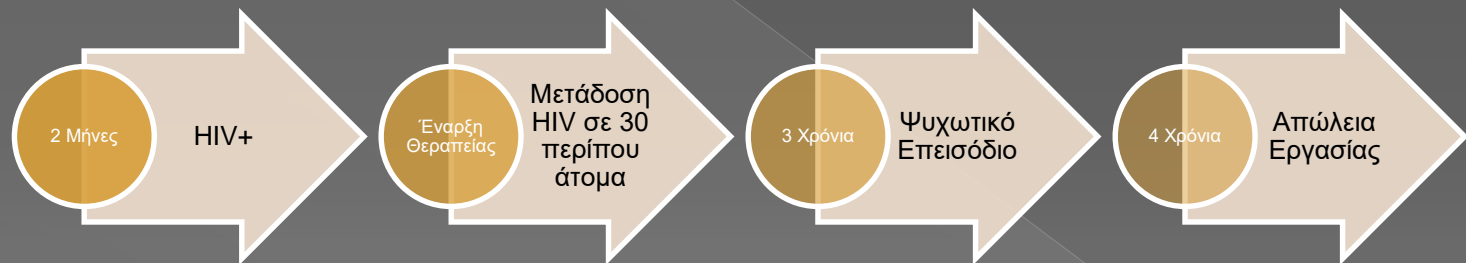 2 Μήνες
HIV+
Έναρξη
Θεραπείας
Μετάδοση
HIV σε 30
περίπου
άτομα
3 Χρόνια
Ψυχωτικό
Επεισόδιο
4 Χρόνια
Απώλεια
Εργασίας